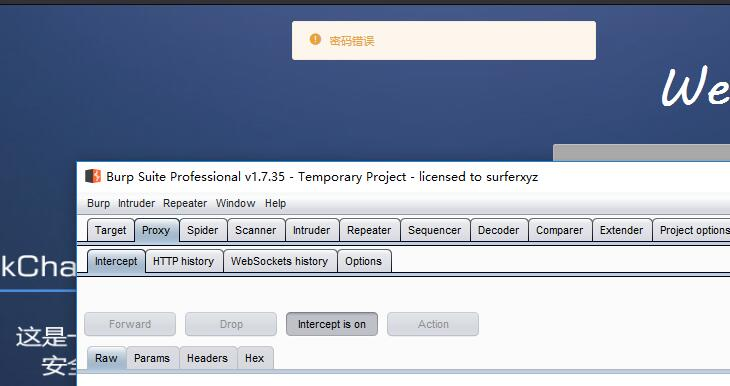 密码错误
We
Burp Suite Professional v1.7.35 - Temporary Project - licensed to surferxyz
Burp Intruder Repeater Window Help
Target Proxy Spider Scanner Intruder Repeater Sequencer Decoder Comparer Extender Project options
Intercept HTTP history WebSockets history Options
kCha
Forward Drop Intercept is on Action
这是一
Raw Params Headers Hex
安全